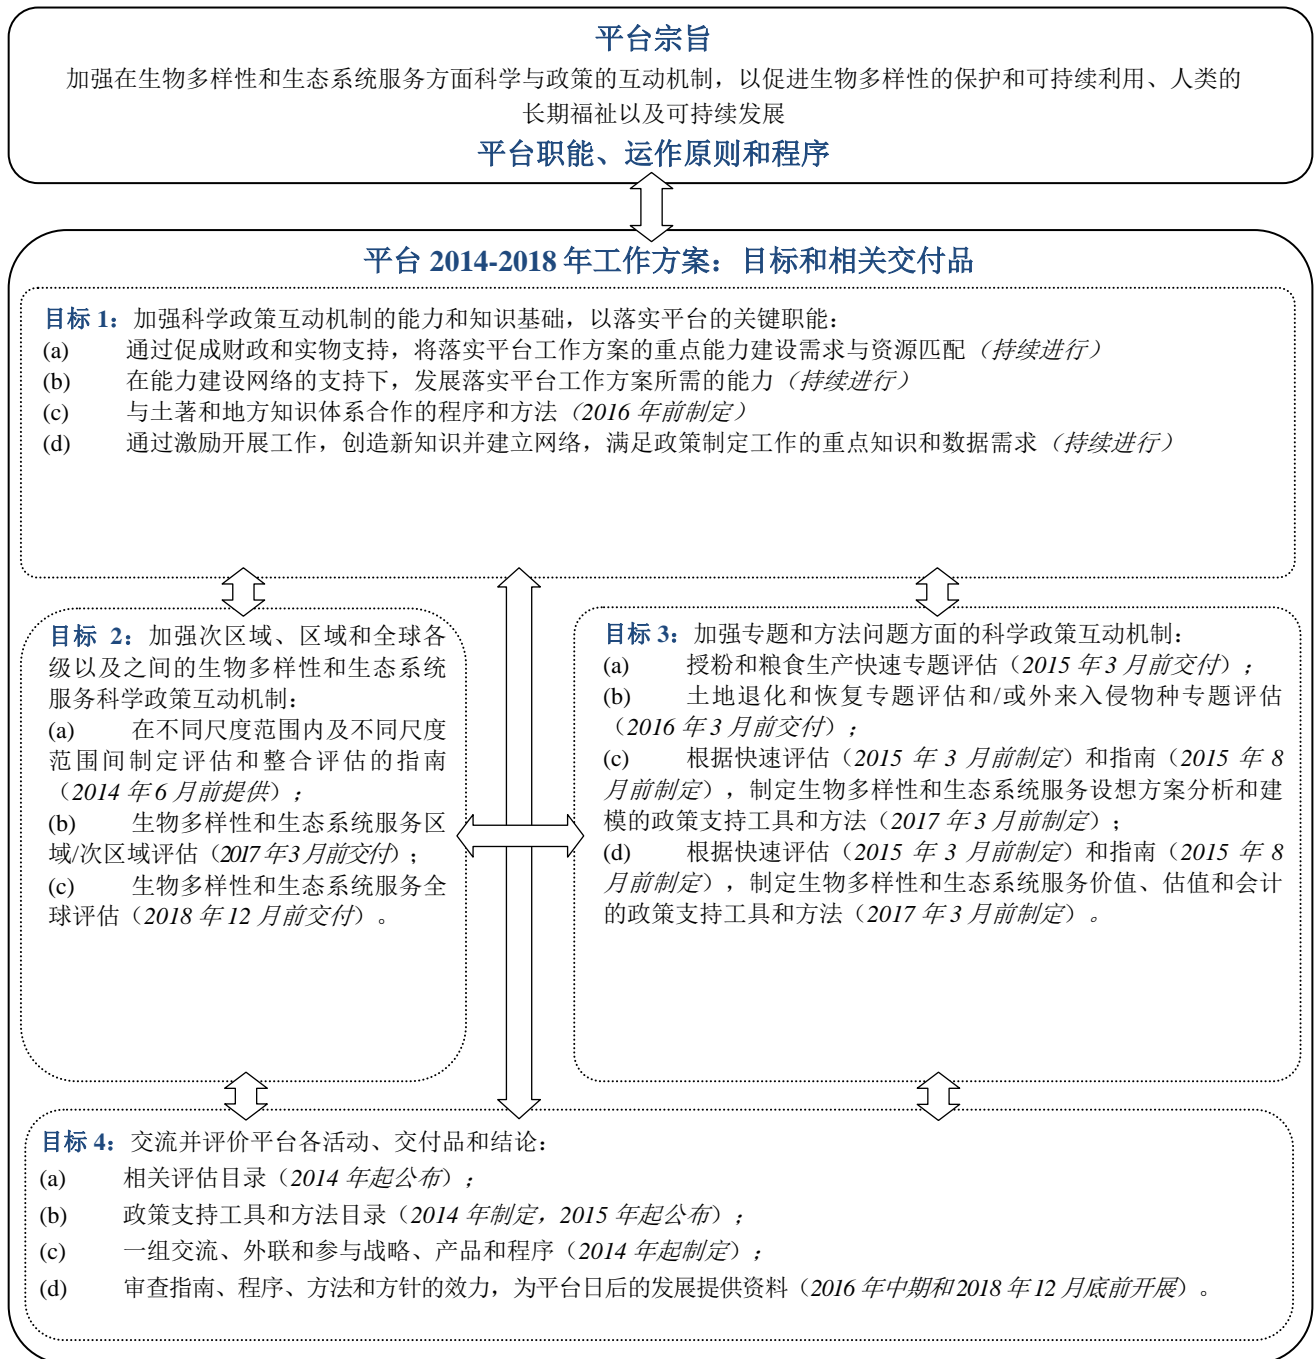 平台宗旨
加强在生物多样性和生态系统服务方面科学与政策的互动机制，以促进生物多样性的保护和可持续利用、人类的
长期福祉以及可持续发展
平台职能、运作原则和程序
平台 2014-2018 年工作方案：目标和相关交付品
目标 1：加强科学政策互动机制的能力和知识基础，以落实平台的关键职能：
(a) 通过促成财政和实物支持，将落实平台工作方案的重点能力建设需求与资源匹配（持续进行）
(b) 在能力建设网络的支持下，发展落实平台工作方案所需的能力（持续进行）
(c) 与土著和地方知识体系合作的程序和方法（2016 年前制定）
(d) 通过激励开展工作，创造新知识并建立网络，满足政策制定工作的重点知识和数据需求（持续进行）
目标 2：加强次区域、区域和全球各
级以及之间的生物多样性和生态系统
服务科学政策互动机制：
(a) 在不同尺度范围内及不同尺度
范围间制定评估和整合评估的指南
（2014 年 6 月前提供）；
(b) 生物多样性和生态系统服务区
域/次区域评估（2017 年 3 月前交付）；
(c) 生物多样性和生态系统服务全
球评估（2018 年 12 月前交付）。
目标 3：加强专题和方法问题方面的科学政策互动机制：
(a) 授粉和粮食生产快速专题评估（2015 年 3 月前交付）；
(b) 土地退化和恢复专题评估和/或外来入侵物种专题评估
（2016 年 3 月前交付）；
(c) 根据快速评估（2015 年 3 月前制定）和指南（2015 年 8
月前制定），制定生物多样性和生态系统服务设想方案分析和建
模的政策支持工具和方法（2017 年 3 月前制定）；
(d) 根据快速评估（2015 年 3 月前制定）和指南（2015 年 8
月前制定），制定生物多样性和生态系统服务价值、估值和会计
的政策支持工具和方法（2017 年 3 月前制定）。
目标 4：交流并评价平台各活动、交付品和结论：
(a) 相关评估目录（2014 年起公布）；
(b) 政策支持工具和方法目录（2014 年制定，2015 年起公布）；
(c) 一组交流、外联和参与战略、产品和程序（2014 年起制定）；
(d) 审查指南、程序、方法和方针的效力，为平台日后的发展提供资料（2016 年中期和 2018 年 12 月底前开展）。